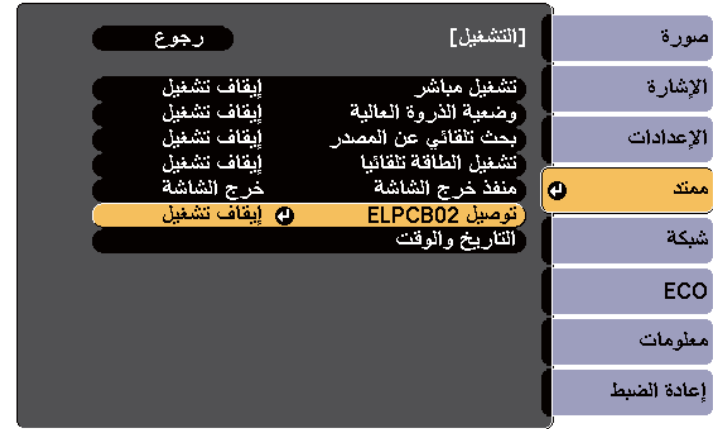 صورة
الإشارة
الإعدادات
ممتد
شبكة
ECO
معلومات
إعادة الضبط
[التشغيل] رجوع
تشغيل مباشر إيقاف تشغيل
وضعية الذروة العالية إيقاف تشغيل
بحث تلقائي عن المصدر إيقاف تشغيل
تشغيل الطاقة تلقائيا إيقاف تشغيل
منفذ خرج الشاشة خرج الشاشة
توصيل ELPCB02 إيقاف تشغيل
التاريخ والوقت